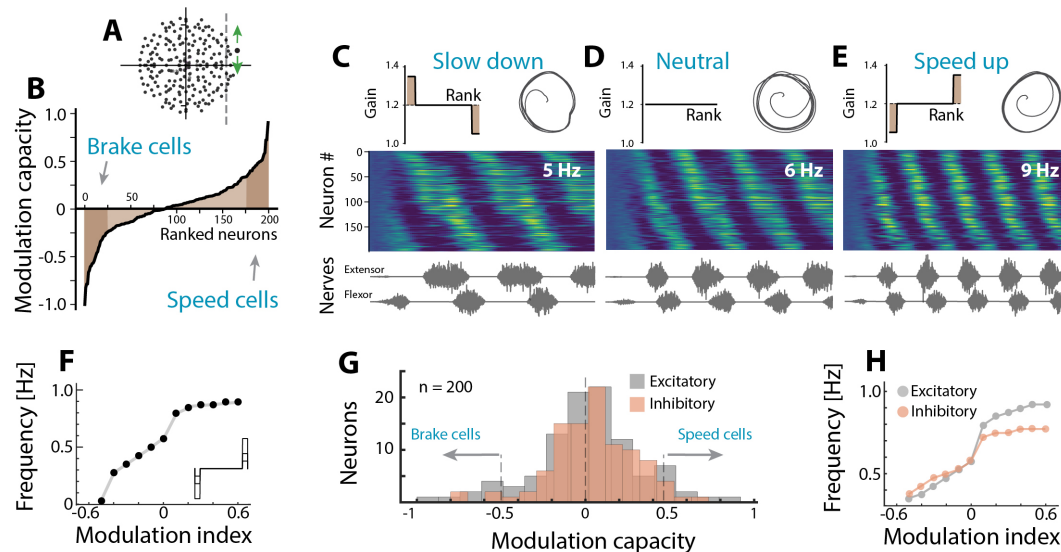 A
B
Modulation capacity
1.0
0.5
0
-0.5
-1.0
Brake cells
0 50 100 150 200
Ranked neurons
Speed cells
C
Slow down
Gain
1.4
1.2
1.0
Rank
Neuron #
0
50
100
150
5 Hz
Nerves
Extensor
Flexor
D
Neutral
Gain
1.4
1.2
1.0
Rank
6 Hz
E
Speed up
Gain
1.4
1.2
1.0
Rank
9 Hz
F
Frequency [Hz]
1.0
0.5
0
-0.6 0 0.6
Modulation index
G
n = 200
Excitatory
Inhibitory
Neurons
20
10
Brake cells
Speed cells
-1 -0.5 0 0.5 1
Modulation capacity
H
Frequency [Hz]
1.0
0.5
Excitatory
Inhibitory
-0.6 0 0.6
Modulation index